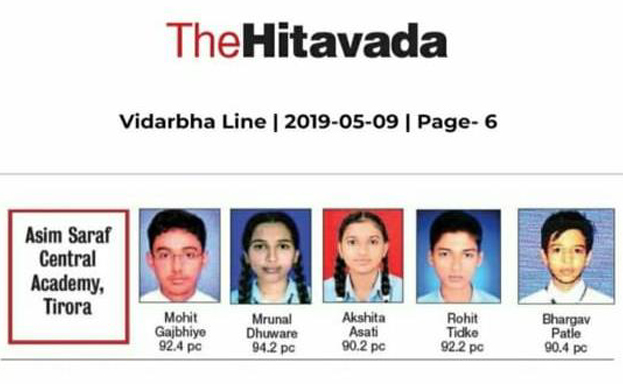 TheHitavada
Vidarbha Line | 2019-05-09 | Page- 6
Asim Saraf
Central
Academy,
Tirora
Mohit
Gajbhiye
92.4 pc
Mrunal
Dhuware
94.2 pc
Akshita
Asati
90.2 pc
Rohit
Tidke
92.2 pc
Bhargav
Patle
90.4 pc